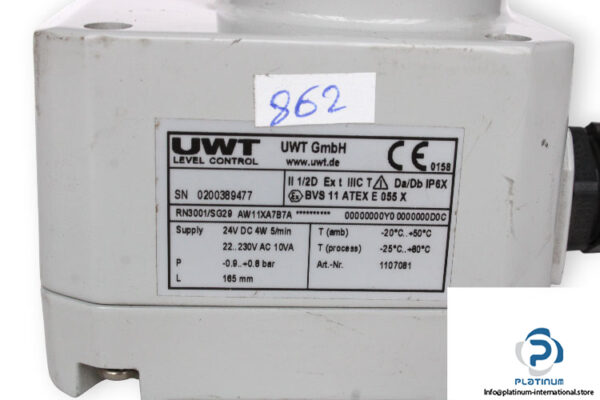 862
UWT UWT GmbH
LEVEL CONTROL www.uwt.de CE 0158
II 1/2D Ex t IIIC T ⚠ Da/Db IP6X
SN 0200389477 Ex BVS 11 ATEX E 055 X
RN3001/SG29 AW11XA7B7A ********** 00000000Y0 0000000D0C
Supply 24V DC 4W 5/min T (amb) -20°C..+50°C
22..230V AC 10VA T (process) -25°C..+80°C
P -0.9..+0.8 bar Art.-Nr. 1107081
L 165 mm
PLATINUM
Info@platinum-international.store